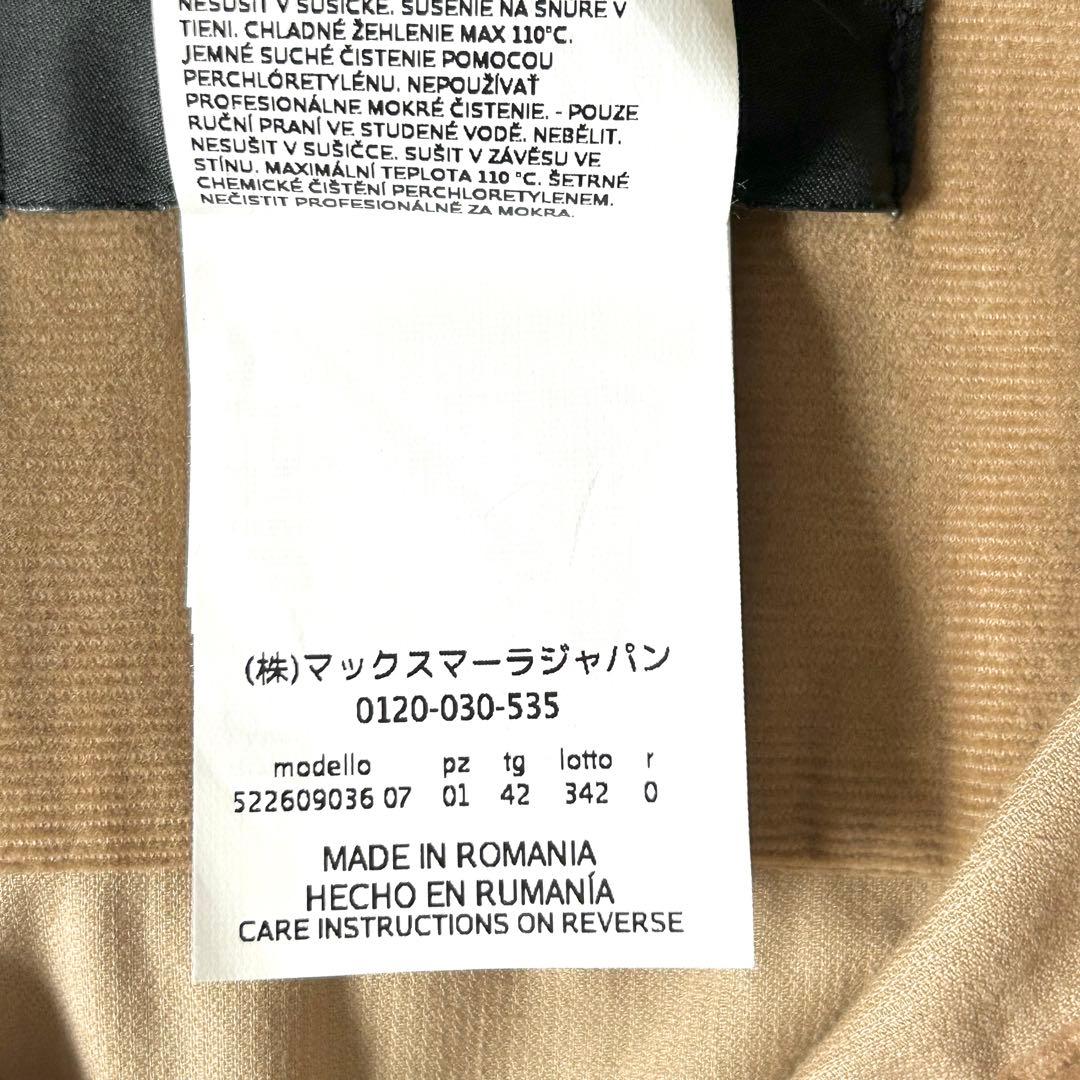 NESUŠIŤ V SUŠIČKE. SUŠENIE NA ŠNÚRE V
TIENI. CHLADNÉ ŽEHLENIE MAX 110°C.
JEMNÉ SUCHÉ ČISTENIE POMOCOU
PERCHLÓRETYLÉNU. NEPOUŽÍVAŤ
PROFESIONÁLNE MOKRÉ ČISTENIE. - POUZE
RUČNÍ PRANÍ VE STUDENÉ VODĚ. NEBĚLIT.
NESUŠIT V SUŠIČCE. SUŠIT V ZÁVĚSU VE
STÍNU. MAXIMÁLNÍ TEPLOTA 110 °C. ŠETRNÉ
CHEMICKÉ ČIŠTĚNÍ PERCHLORETYLENEM.
NEČISTIT PROFESIONÁLNĚ ZA MOKRA.
(株)マックスマーラジャパン
0120-030-535
modello pz tg lotto r
522609036 07 01 42 342 0
MADE IN ROMANIA
HECHO EN RUMANÍA
CARE INSTRUCTIONS ON REVERSE